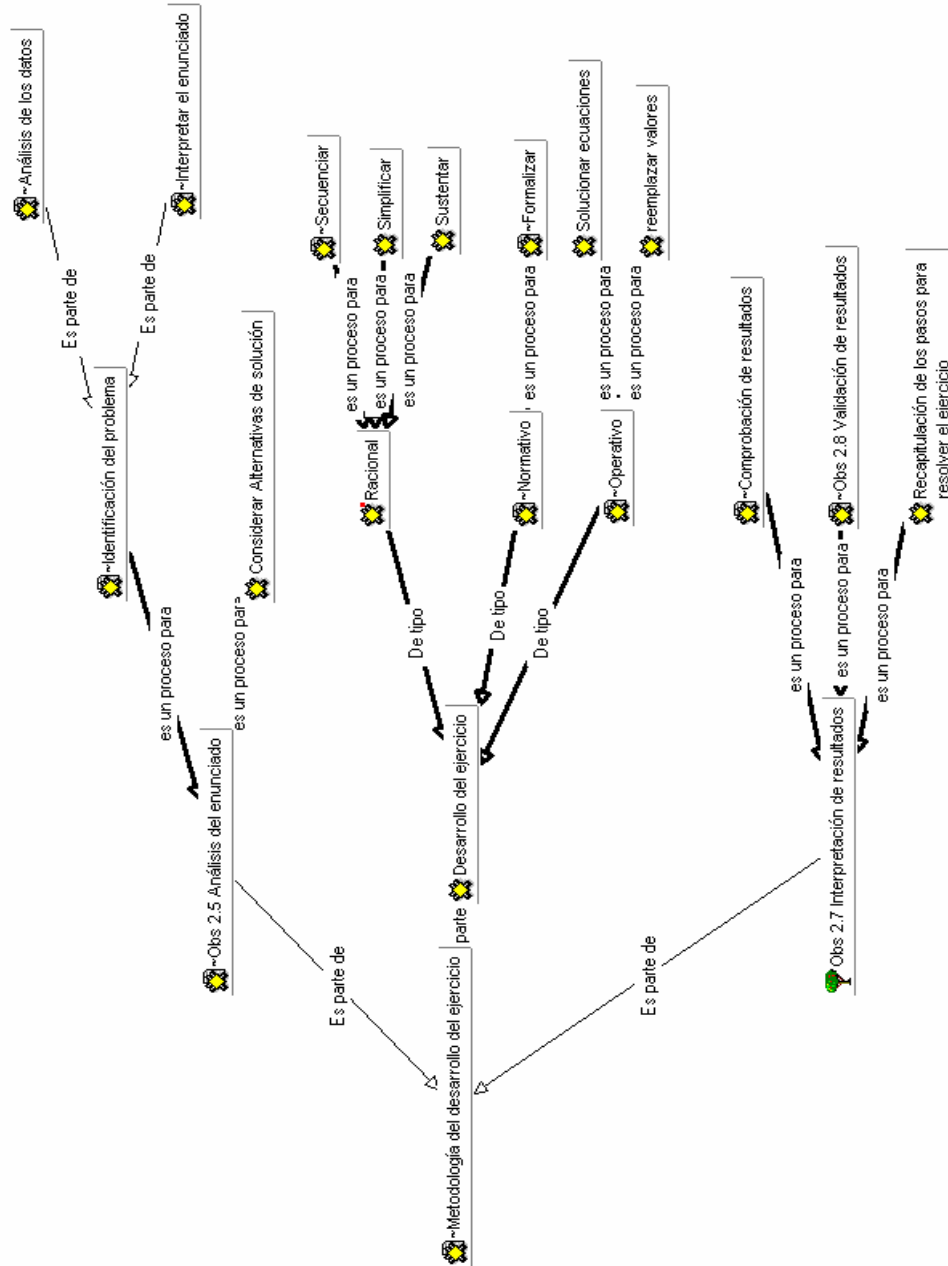 ~Análisis de los datos
~Interpretar el enunciado
Es parte de
Es parte de
~Identificación del problema
Considerar Alternativas de solución
es un proceso para
es un proceso para
~Obs 2.5 Análisis del enunciado
Es parte de
~Secuenciar
Simplificar
Sustentar
es un proceso para
es un proceso para
es un proceso para
Racional
~Formalizar
Solucionar ecuaciones
reemplazar valores
es un proceso para
es un proceso para
es un proceso para
~Normativo
~Operativo
De tipo
De tipo
De tipo
Desarrollo del ejercicio
parte
~Metodología del desarrollo del ejercicio
~Comprobación de resultados
~Obs 2.8 Validación de resultados
Recapitulación de los pasos para
resolver el ejercicio
es un proceso para
es un proceso para
es un proceso para
Obs 2.7 Interpretación de resultados
Es parte de